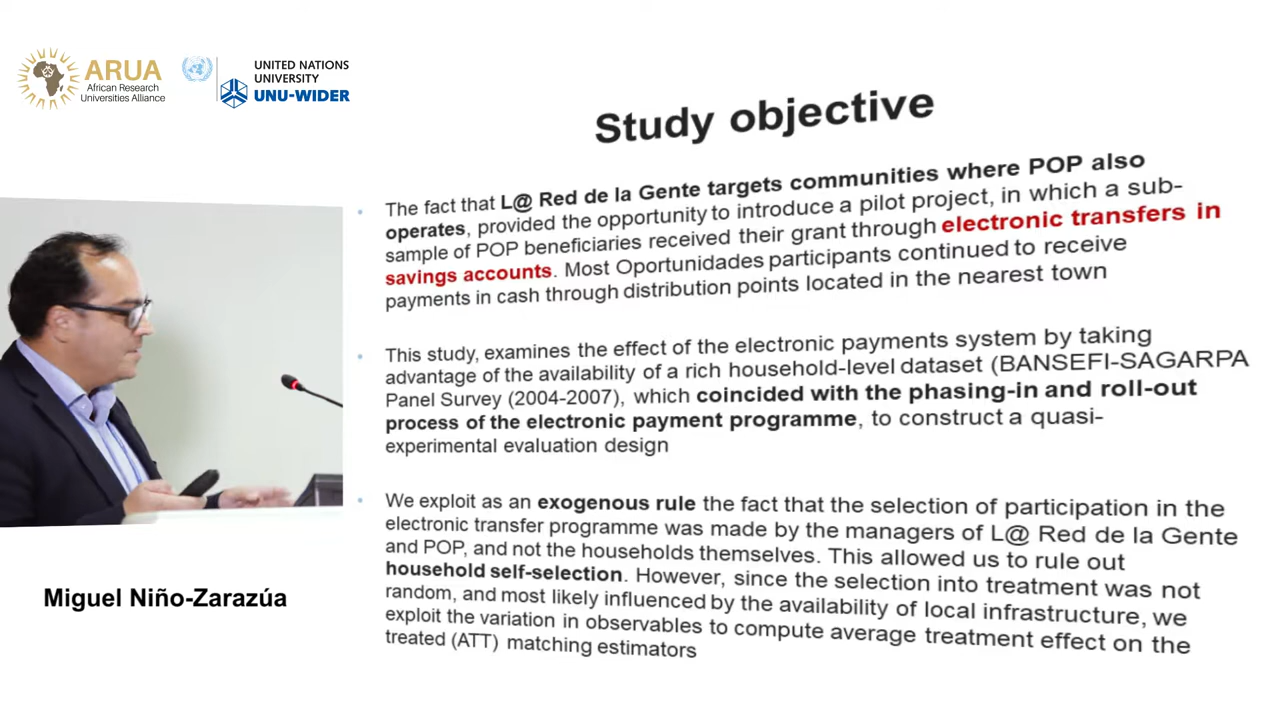 ARUA
African Research
Universities Alliance
UNITED NATIONS
UNIVERSITY
UNU-WIDER
Study objective
The fact that L@ Red de la Gente targets communities where POP also
operates, provided the opportunity to introduce a pilot project, in which a sub-
sample of POP beneficiaries received their grant through electronic transfers in
savings accounts. Most Oportunidades participants continued to receive
payments in cash through distribution points located in the nearest town
This study, examines the effect of the electronic payments system by taking
advantage of the availability of a rich household-level dataset (BANSEFI-SAGARPA
Panel Survey (2004-2007), which coincided with the phasing-in and roll-out
process of the electronic payment programme, to construct a quasi-
experimental evaluation design
We exploit as an exogenous rule the fact that the selection of participation in the
electronic transfer programme was made by the managers of L@ Red de la Gente
and POP, and not the households themselves. This allowed us to rule out
household self-selection. However, since the selection into treatment was not
random, and most likely influenced by the availability of local infrastructure, we
exploit the variation in observables to compute average treatment effect on the
treated (ATT) matching estimators
Miguel Niño-Zarazúa